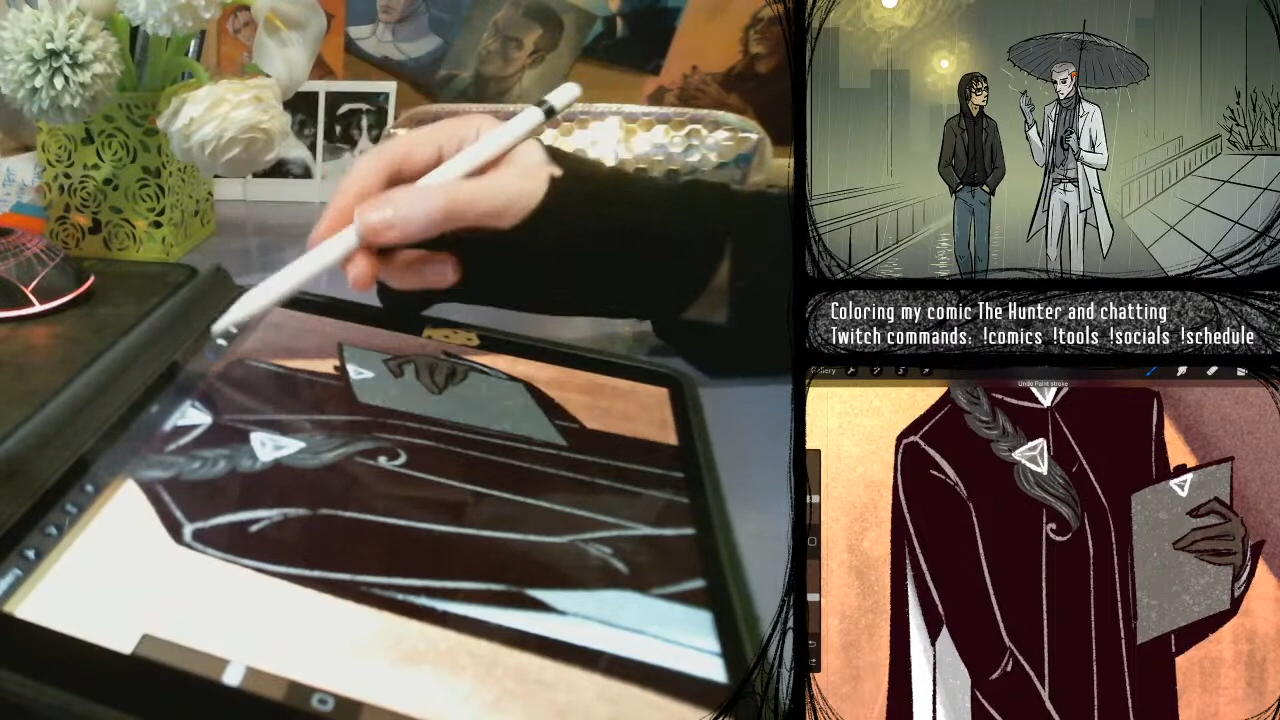 Coloring my comic The Hunter and chatting
Twitch commands. !comics !tools !socials !schedule
Gallery
Undo Paint stroke